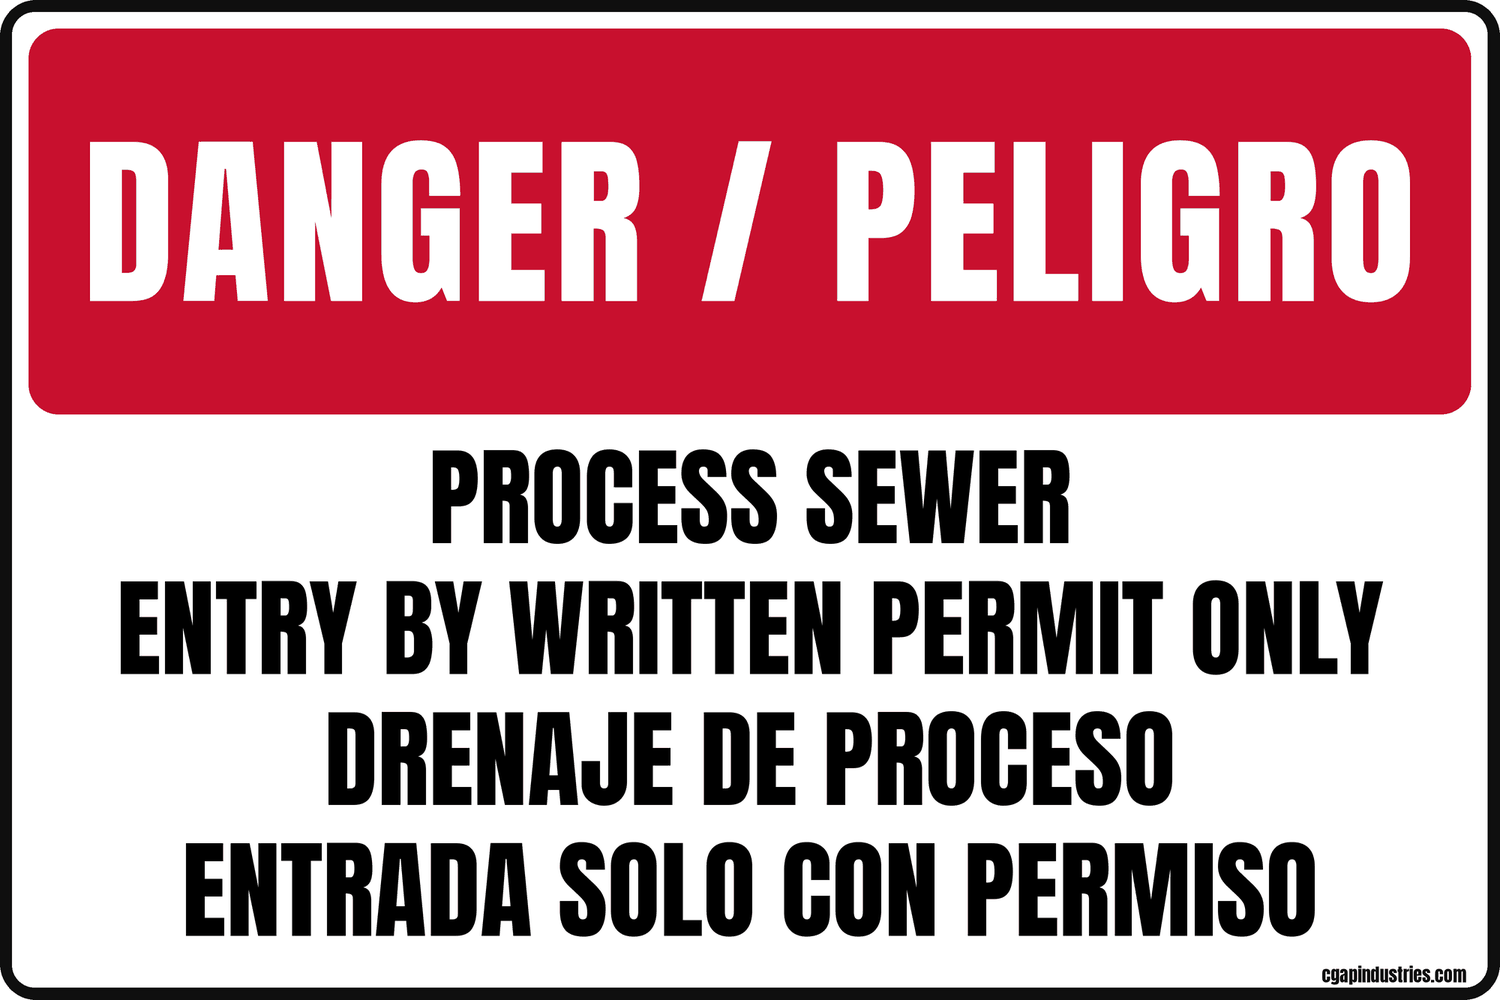 DANGER / PELIGRO
PROCESS SEWER
ENTRY BY WRITTEN PERMIT ONLY
DRENAJE DE PROCESO
ENTRADA SOLO CON PERMISO
cgapindustries.com